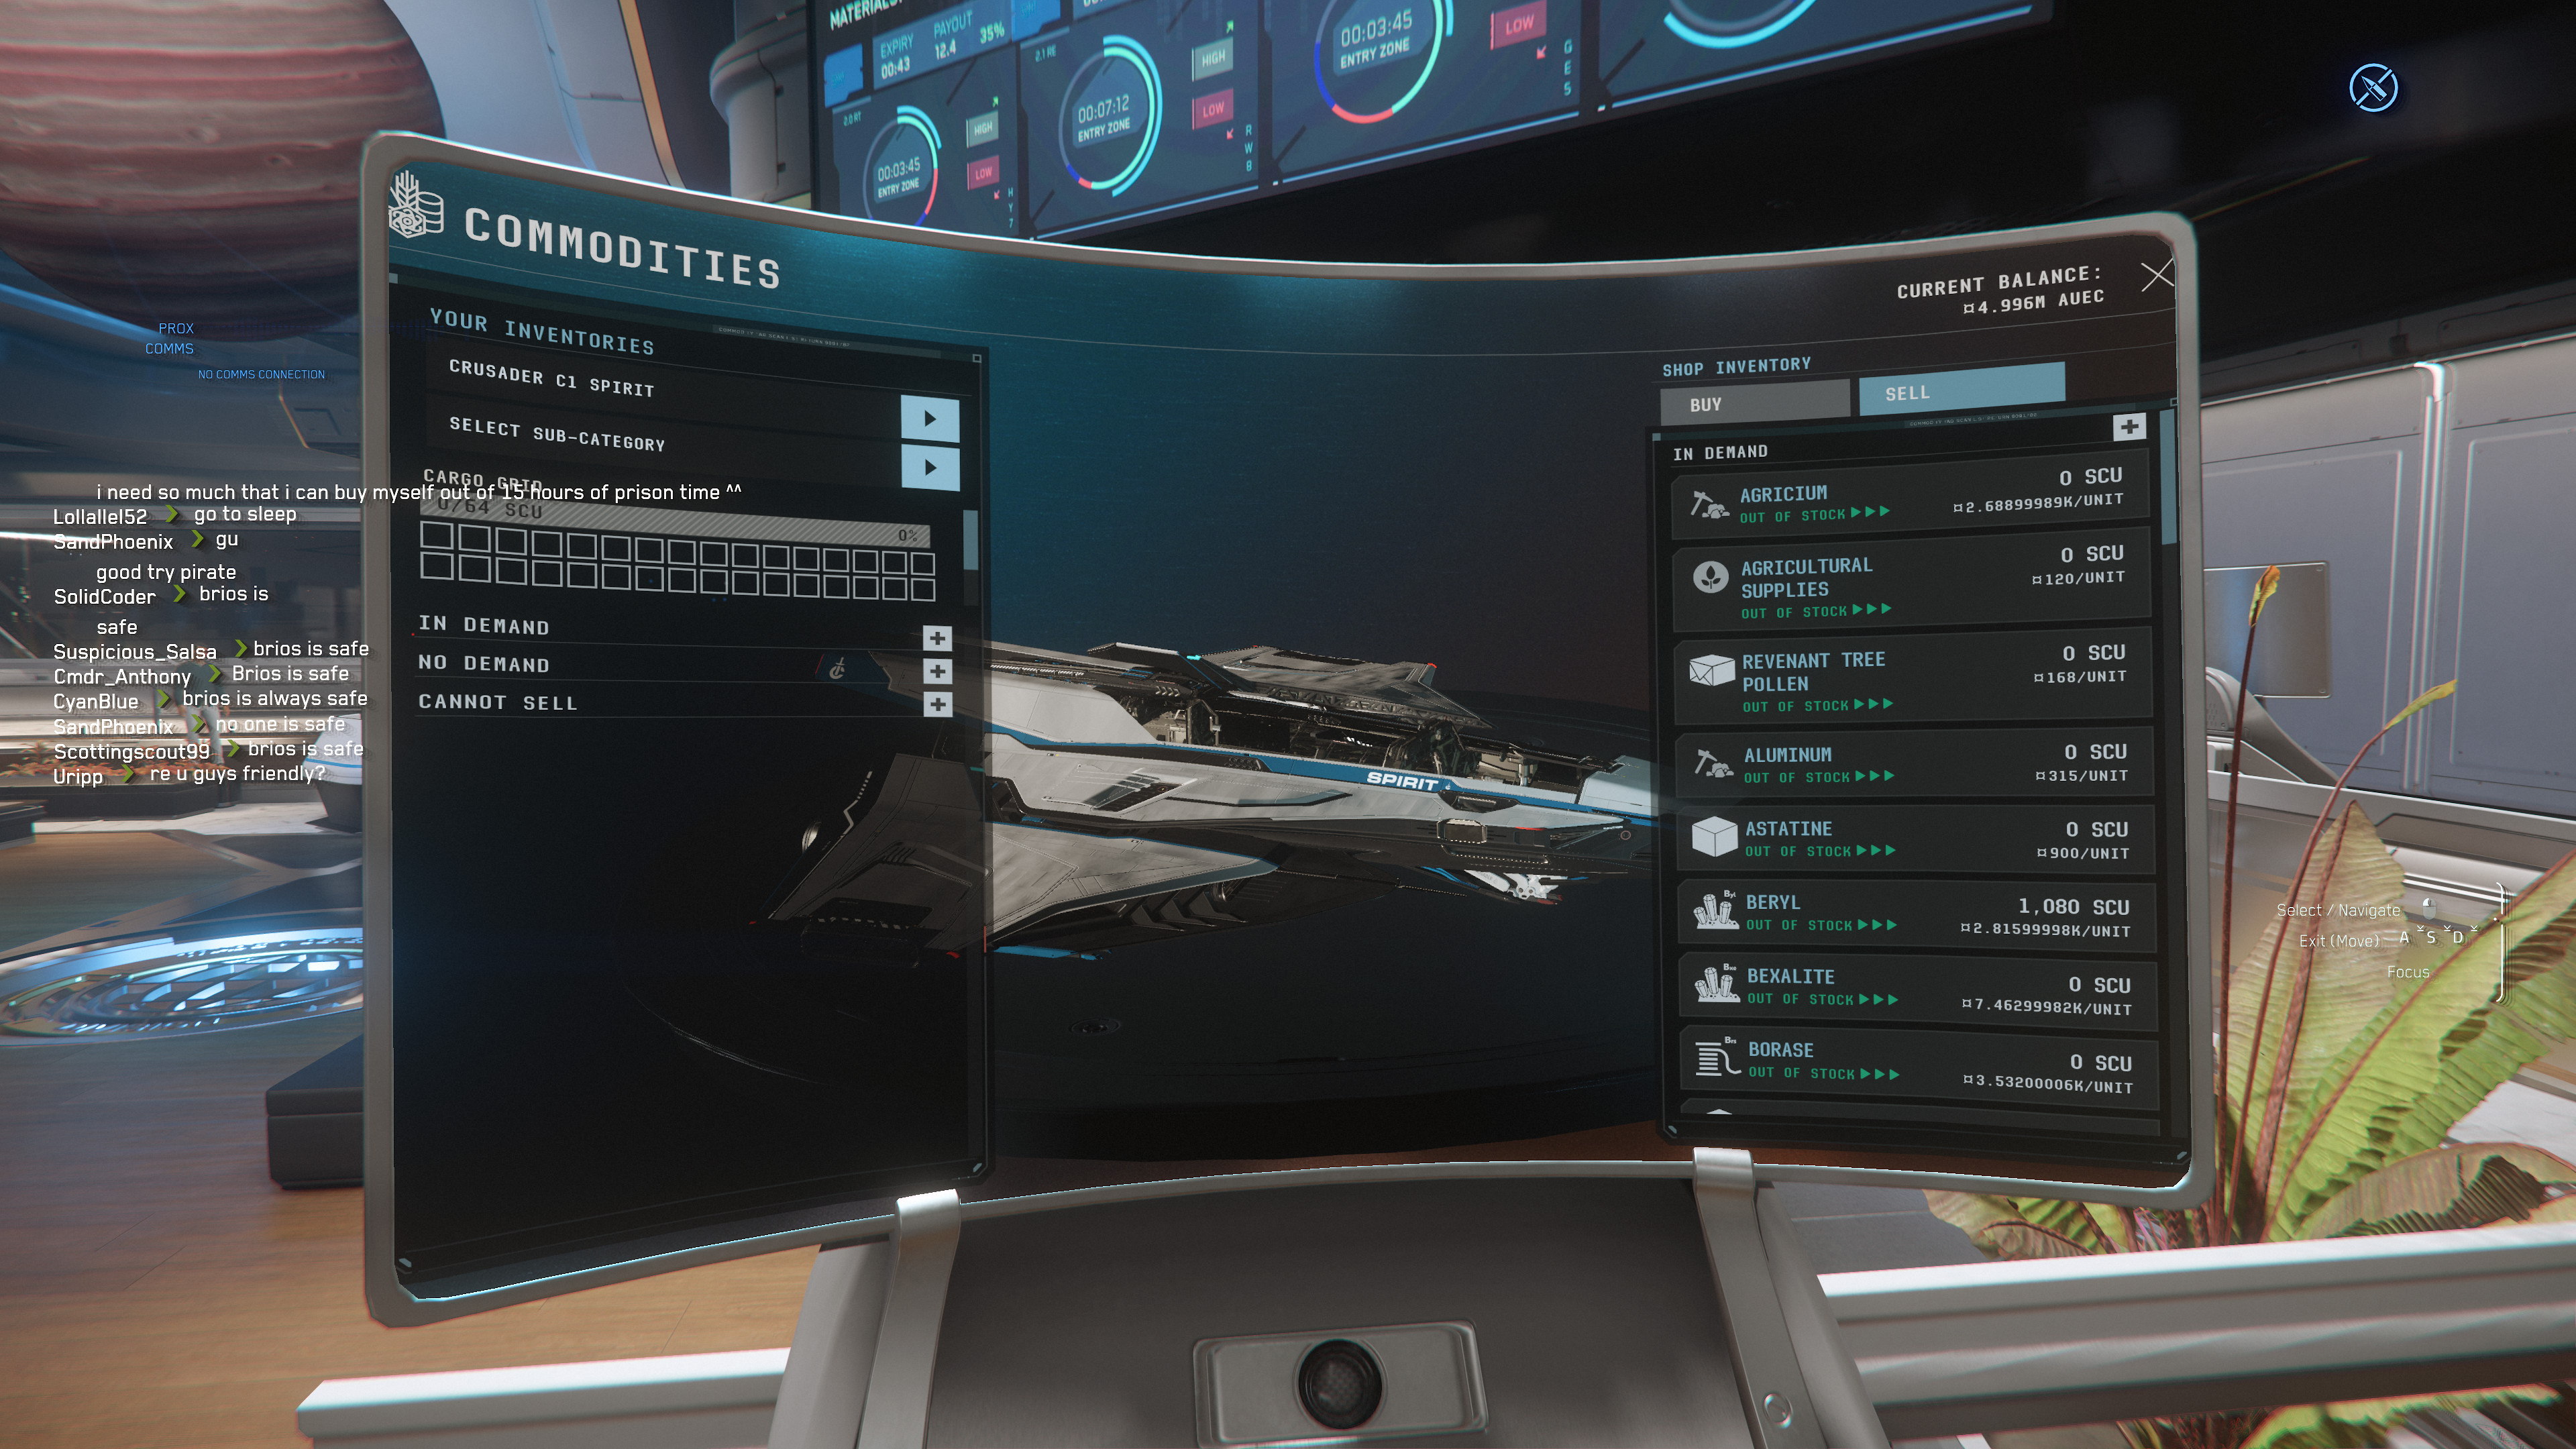 MATERIALS
EXPIRY
00:43
PAYOUT
12.4
35%
2.0 RT
00:03:45
ENTRY ZONE
HIGH
LOW
H
Y
7
2.1 RE
00:07:12
ENTRY ZONE
HIGH
LOW
R
W
B
00:03:45
ENTRY ZONE
LOW
G
E
S
COMMODITIES
CURRENT BALANCE:
¤4.996M AUEC
PROX
COMMS
NO COMMS CONNECTION
YOUR INVENTORIES
CRUSADER C1 SPIRIT
SELECT SUB-CATEGORY
CARGO GRID
0/64 SCU
0%
IN DEMAND
NO DEMAND
CANNOT SELL
i need so much that i can buy myself out of 15 hours of prison time ^^
Lollallel52 > go to sleep
SandPhoenix > gu
good try pirate
SolidCoder > brios is
safe
Suspicious_Salsa > brios is safe
Cmdr_Anthony > Brios is safe
CyanBlue > brios is always safe
SandPhoenix > no one is safe
Scottingscout99 > brios is safe
Uripp > re u guys friendly?
SPIRIT
SHOP INVENTORY
BUY
SELL
IN DEMAND
AGRICIUM
OUT OF STOCK
0 SCU
¤2.68899989K/UNIT
AGRICULTURAL
SUPPLIES
OUT OF STOCK
0 SCU
¤120/UNIT
REVENANT TREE
POLLEN
OUT OF STOCK
0 SCU
¤168/UNIT
ALUMINUM
OUT OF STOCK
0 SCU
¤315/UNIT
ASTATINE
OUT OF STOCK
0 SCU
¤900/UNIT
BERYL
OUT OF STOCK
1,080 SCU
¤2.81599998K/UNIT
BEXALITE
OUT OF STOCK
0 SCU
¤7.46299982K/UNIT
BORASE
OUT OF STOCK
0 SCU
¤3.53200006K/UNIT
Select / Navigate
Exit (Move) A S D
Focus